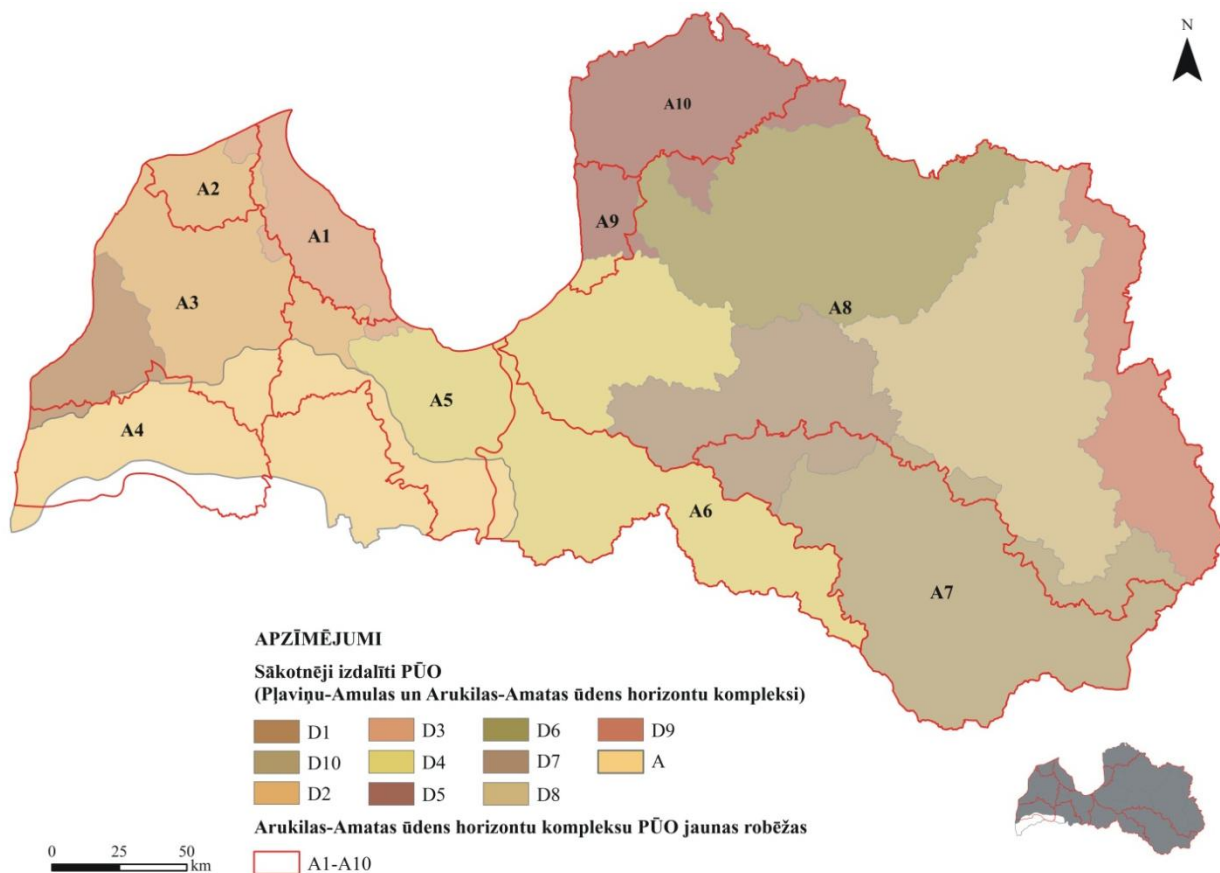 N
A10
A2
A9
A1
A3
A8
A5
A4
A6
A7
APZĪMĒJUMI
Sākotnēji izdalīti PŪO
(Pļaviņu-Amulas un Arukilas-Amatas ūdens horizontu kompleksi)
D1 D3 D6 D9
D10 D4 D7 A
D2 D5 D8
Arukilas-Amatas ūdens horizontu kompleksu PŪO jaunas robēžas
A1-A10
0 25 50
km